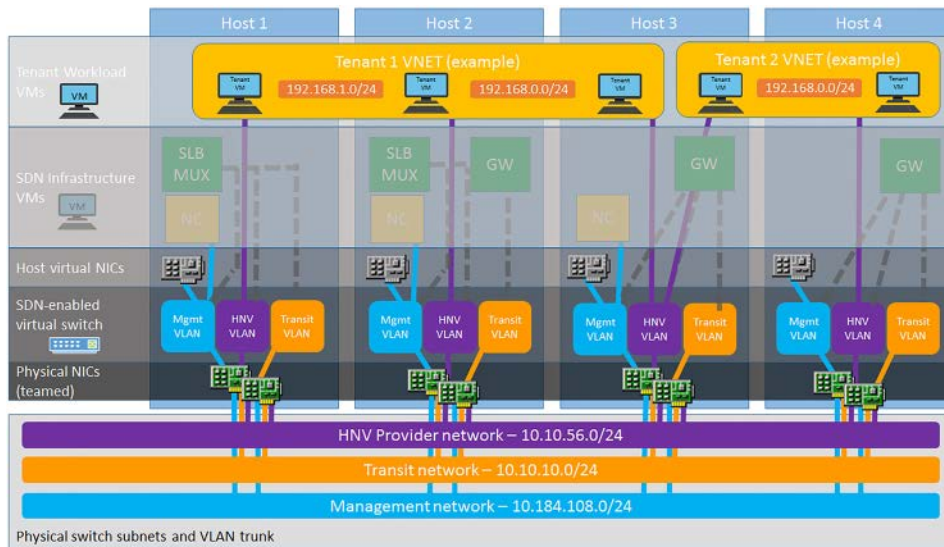 Host 1
Host 2
Host 3
Host 4
Tenant Workload
VMs
VM
Tenant 1 VNET (example)
Tenant 2 VNET (example)
Tenant
VM
192.168.1.0/24
Tenant
VM
192.168.0.0/24
Tenant
VM
Tenant
VM
192.168.0.0/24
Tenant
VM
SDN Infrastructure
VMs
VM
SLB
MUX
NC
SLB
MUX
GW
NC
GW
NC
GW
Host virtual NICs
SDN-enabled
virtual switch
Mgmt
VLAN
HNV
VLAN
Transit
VLAN
Mgmt
VLAN
HNV
VLAN
Transit
VLAN
Mgmt
VLAN
HNV
VLAN
Transit
VLAN
Mgmt
VLAN
HNV
VLAN
Transit
VLAN
Physical NICs
(teamed)
HNV Provider network – 10.10.56.0/24
Transit network – 10.10.10.0/24
Management network – 10.184.108.0/24
Physical switch subnets and VLAN trunk